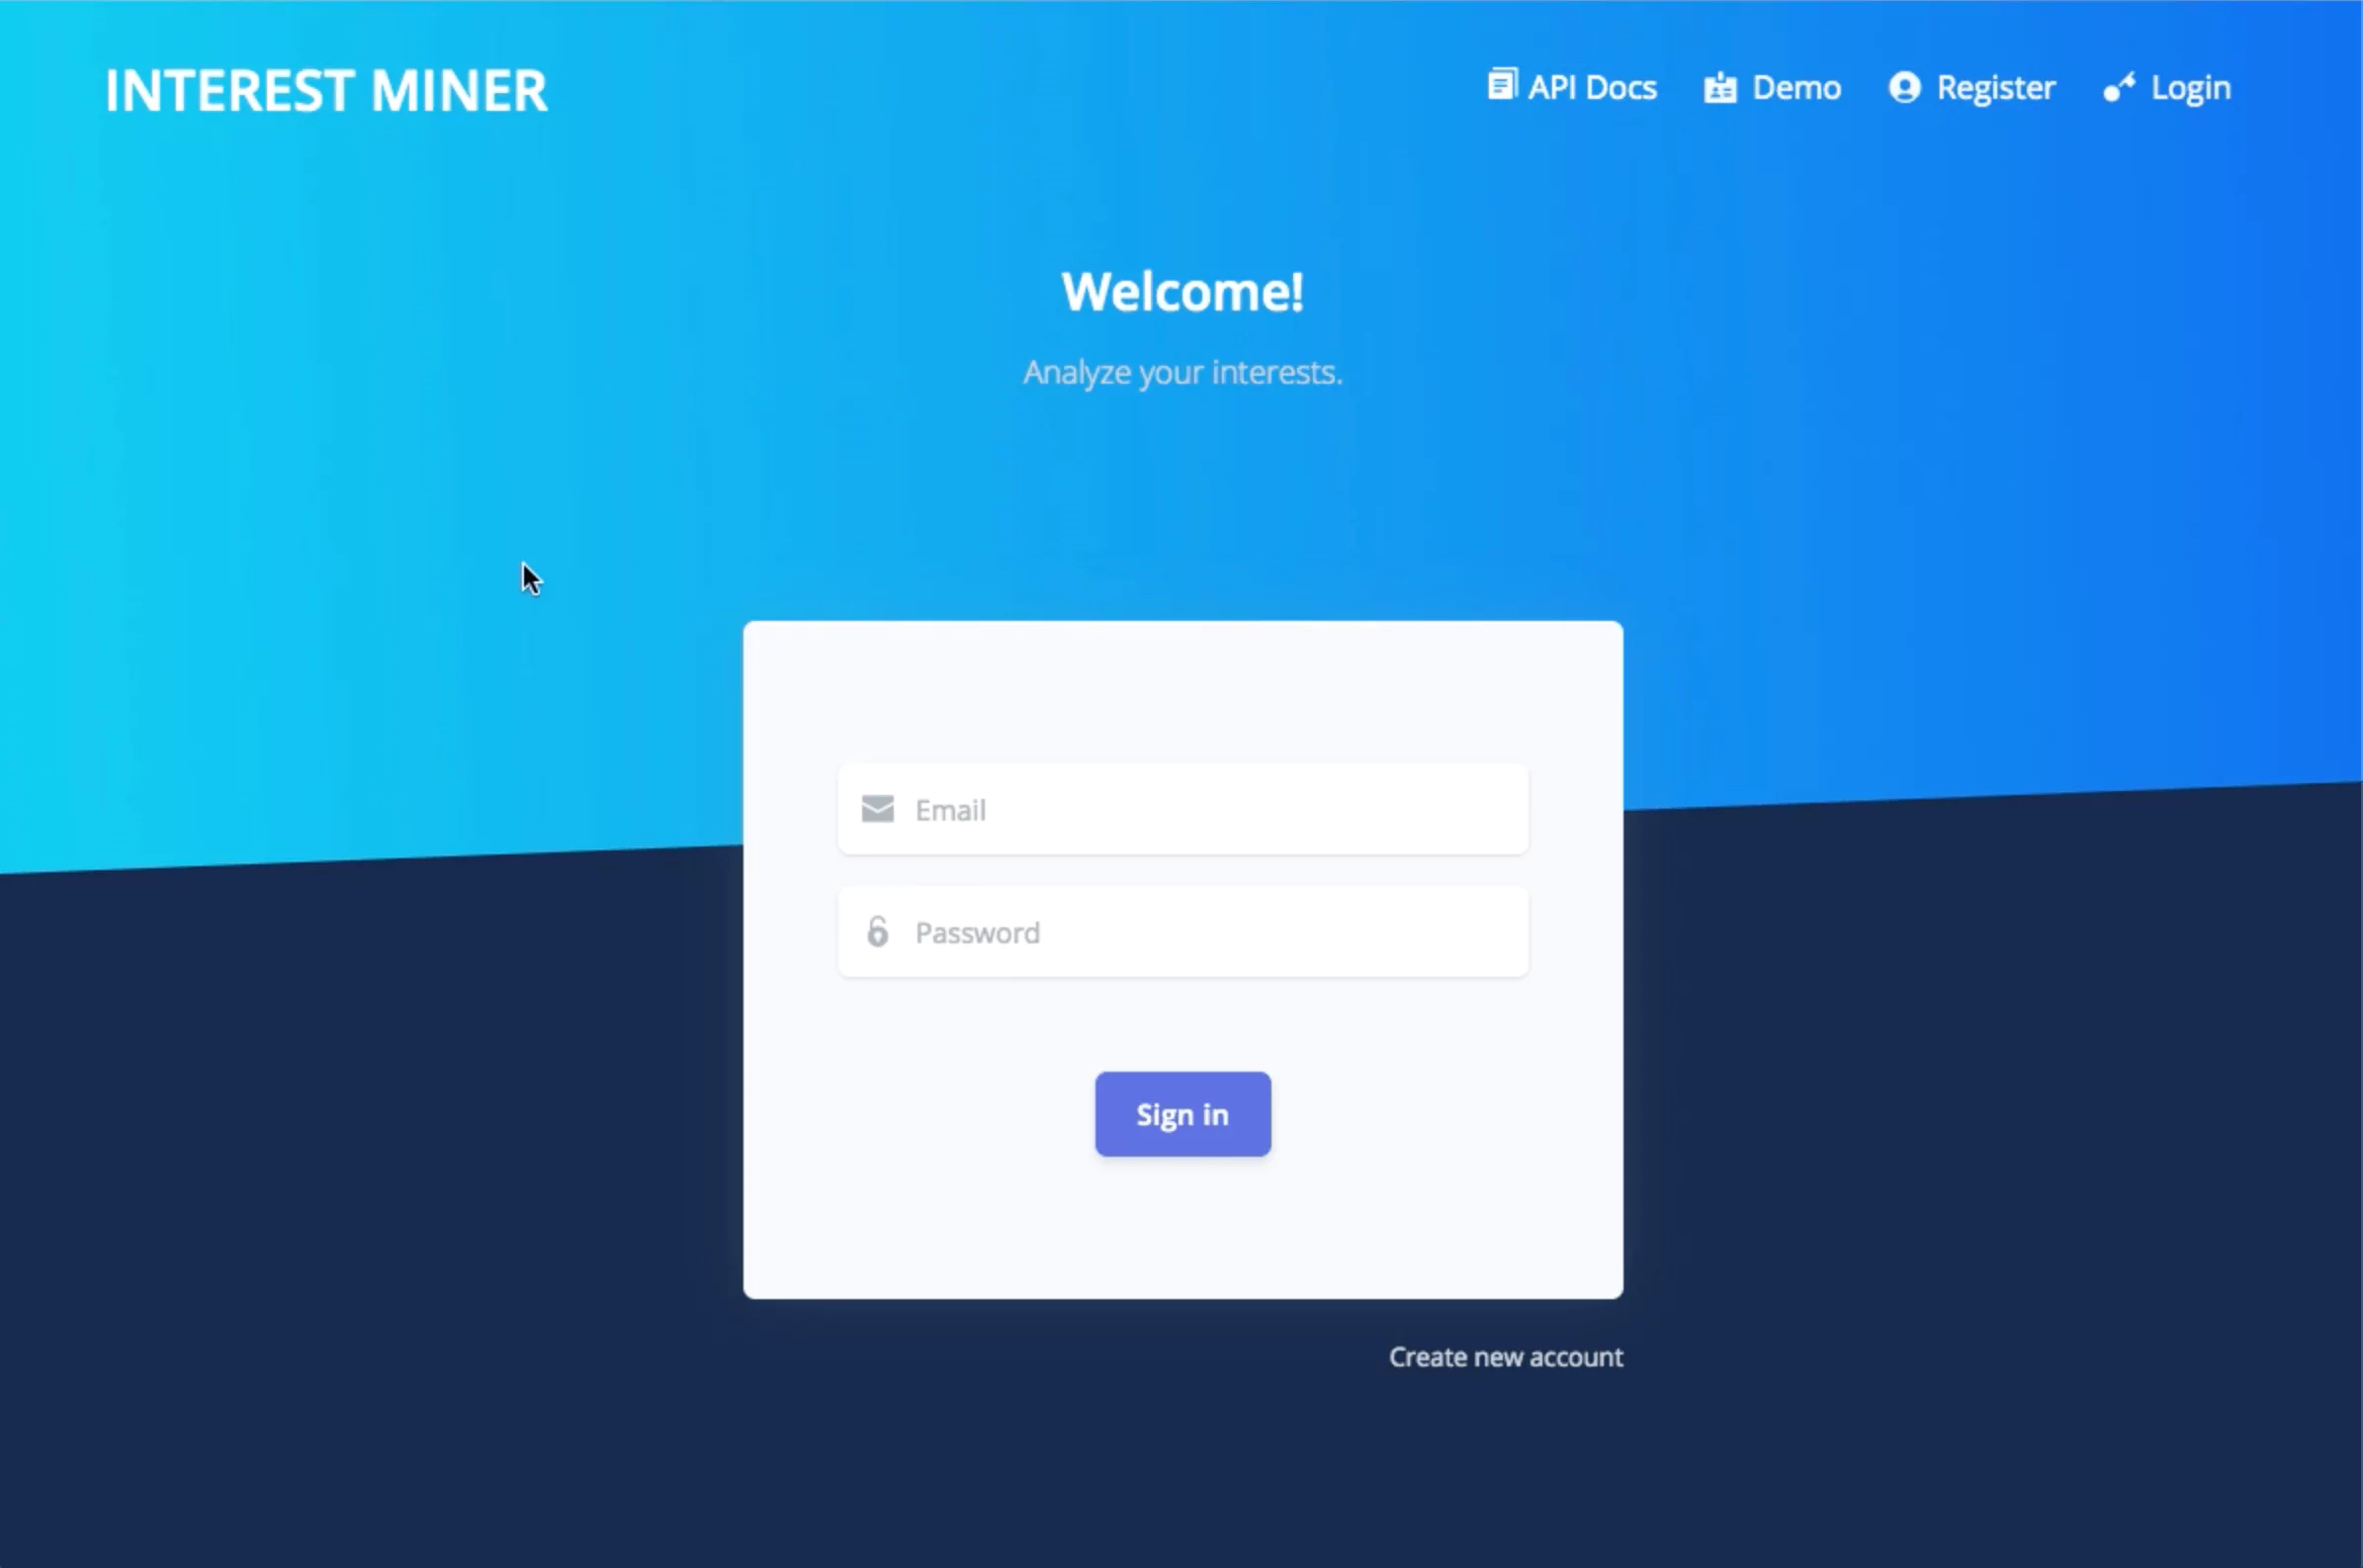 INTEREST MINER
API Docs Demo Register Login
Welcome!
Analyze your interests.
Email
Password
Sign in
Create new account